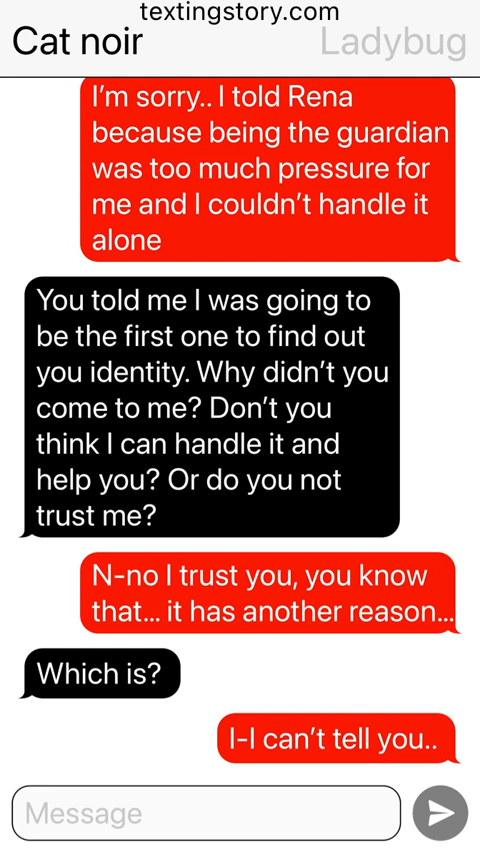 textingstory.com
Cat noir
Ladybug
I'm sorry.. I told Rena
because being the guardian
was too much pressure for
me and I couldn't handle it
alone
You told me I was going to
be the first one to find out
you identity. Why didn't you
come to me? Don't you
think I can handle it and
help you? Or do you not
trust me?
N-no I trust you, you know
that... it has another reason...
Which is?
I-I can't tell you..
Message